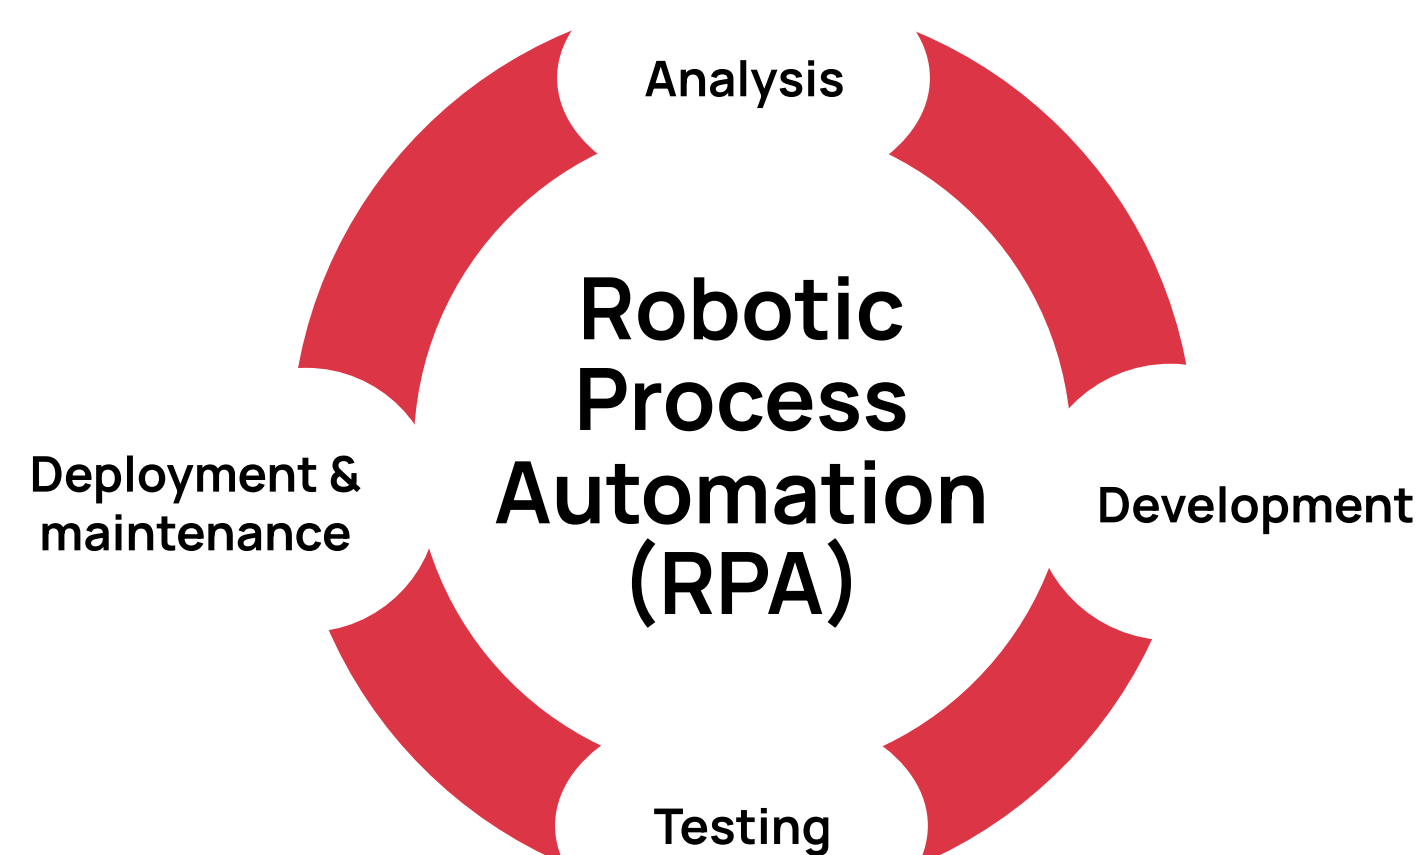 Analysis
Robotic
Process
Automation
(RPA)
Deployment &
maintenance
Development
Testing